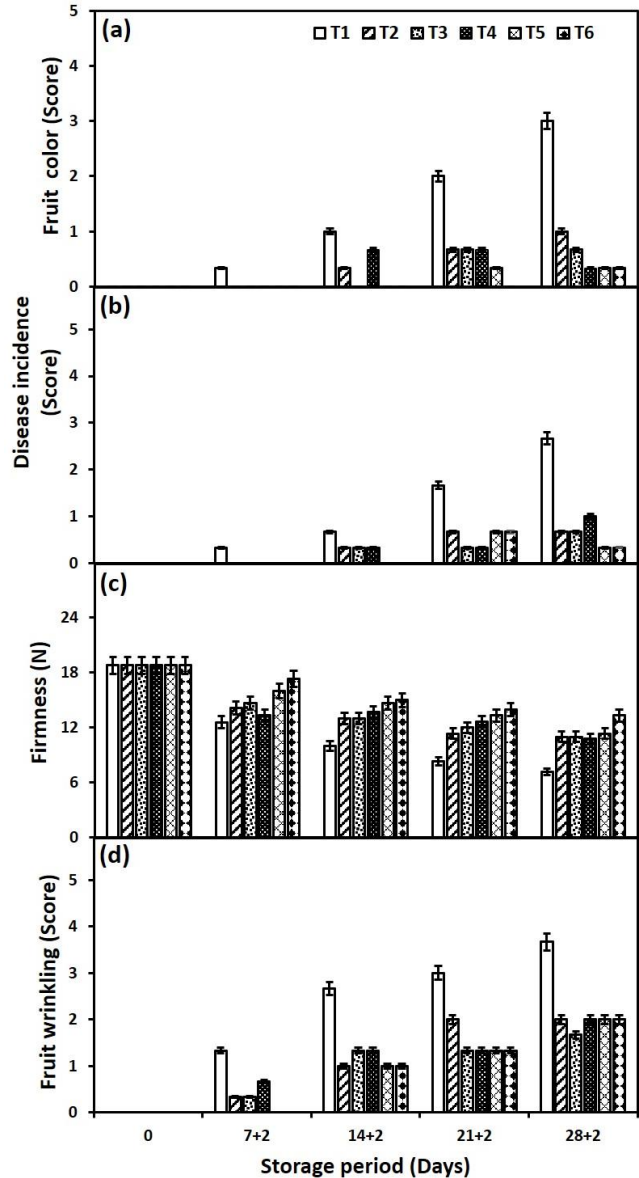 (a)
T1 T2 T3 T4 T5 T6
Fruit color (Score)
5
4
3
2
1
0
(b)
Disease incidence
(Score)
5
4
3
2
1
0
(c)
Firmness (N)
24
18
12
6
0
(d)
Fruit wrinkling (Score)
5
4
3
2
1
0
0 7+2 14+2 21+2 28+2
Storage period (Days)